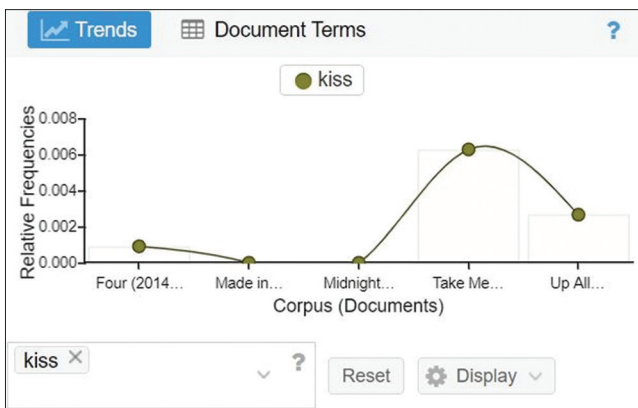 Trends Document Terms ?
kiss
Relative Frequencies
0.008
0.006
0.004
0.002
0.000
Four (2014... Made in... Midnight... Take Me... Up All...
Corpus (Documents)
kiss × ? Reset Display